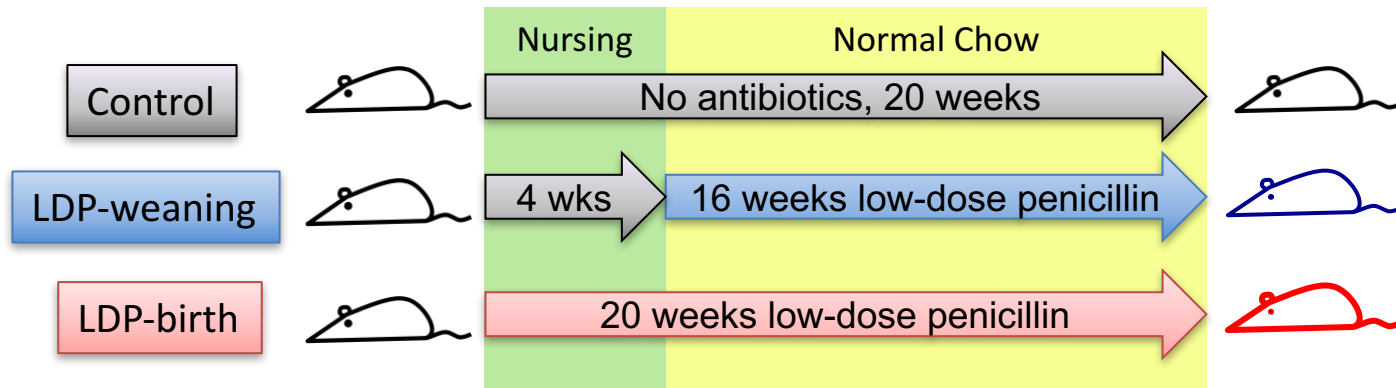 Nursing
Normal Chow
Control
No antibiotics, 20 weeks
LDP-weaning
4 wks
16 weeks low-dose penicillin
LDP-birth
20 weeks low-dose penicillin